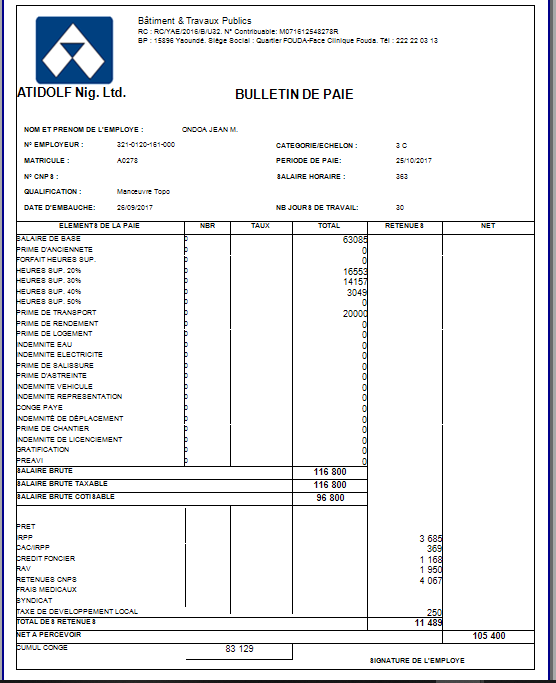 Bâtiment & Travaux Publics
RC : RC/YAE/2016/B/U32. N° Contribuable: M071612548278R
BP : 15896 Yaoundé. Siège Social : Quartier FOUDA-Face Clinique Fouda. Tél : 222 22 03 13
ATIDOLF Nig. Ltd.
BULLETIN DE PAIE
NOM ET PRENOM DE L'EMPLOYE : ONDOA JEAN M.
N° EMPLOYEUR : 321-0120-161-000 CATEGORIE/ECHELON : 3 C
MATRICULE : A0278 PERIODE DE PAIE: 25/10/2017
N° CNPS : SALAIRE HORAIRE : 363
QUALIFICATION : Manœuvre Topo
DATE D'EMBAUCHE: 26/09/2017 NB JOURS DE TRAVAIL: 30
ELEMENTS DE LA PAIE NBR TAUX TOTAL RETENUES NET
SALAIRE DE BASE 0 63085
PRIME D'ANCIENNETE 0 0
FORFAIT HEURES SUP. 0 0
HEURES SUP. 20% 0 16553
HEURES SUP. 30% 0 14157
HEURES SUP. 40% 0 3049
HEURES SUP. 50% 0 0
PRIME DE TRANSPORT 0 20000
PRIME DE RENDEMENT 0 0
PRIME DE LOGEMENT 0 0
INDEMNITE EAU 0 0
INDEMNITE ELECTRICITE 0 0
PRIME DE SALISSURE 0 0
PRIME D'ASTREINTE 0 0
INDEMNITE VEHICULE 0 0
INDEMNITE REPRESENTATION 0 0
CONGE PAYE 0 0
INDEMNITÉ DE DÉPLACEMENT 0 0
PRIME DE CHANTIER 0 0
INDEMNITE DE LICENCIEMENT 0 0
GRATIFICATION 0 0
PREAVI 0 0
SALAIRE BRUTE 116 800
SALAIRE BRUTE TAXABLE 116 800
SALAIRE BRUTE COTISABLE 96 800
PRET
IRPP 3 685
CAC/IRPP 369
CREDIT FONCIER 1 168
RAV 1 950
RETENUES CNPS 4 067
FRAIS MEDICAUX
SYNDICAT
TAXE DE DEVELOPPEMENT LOCAL 250
TOTAL DES RETENUES 11 489
NET A PERCEVOIR 105 400
CUMUL CONGE 83 129
SIGNATURE DE L'EMPLOYE